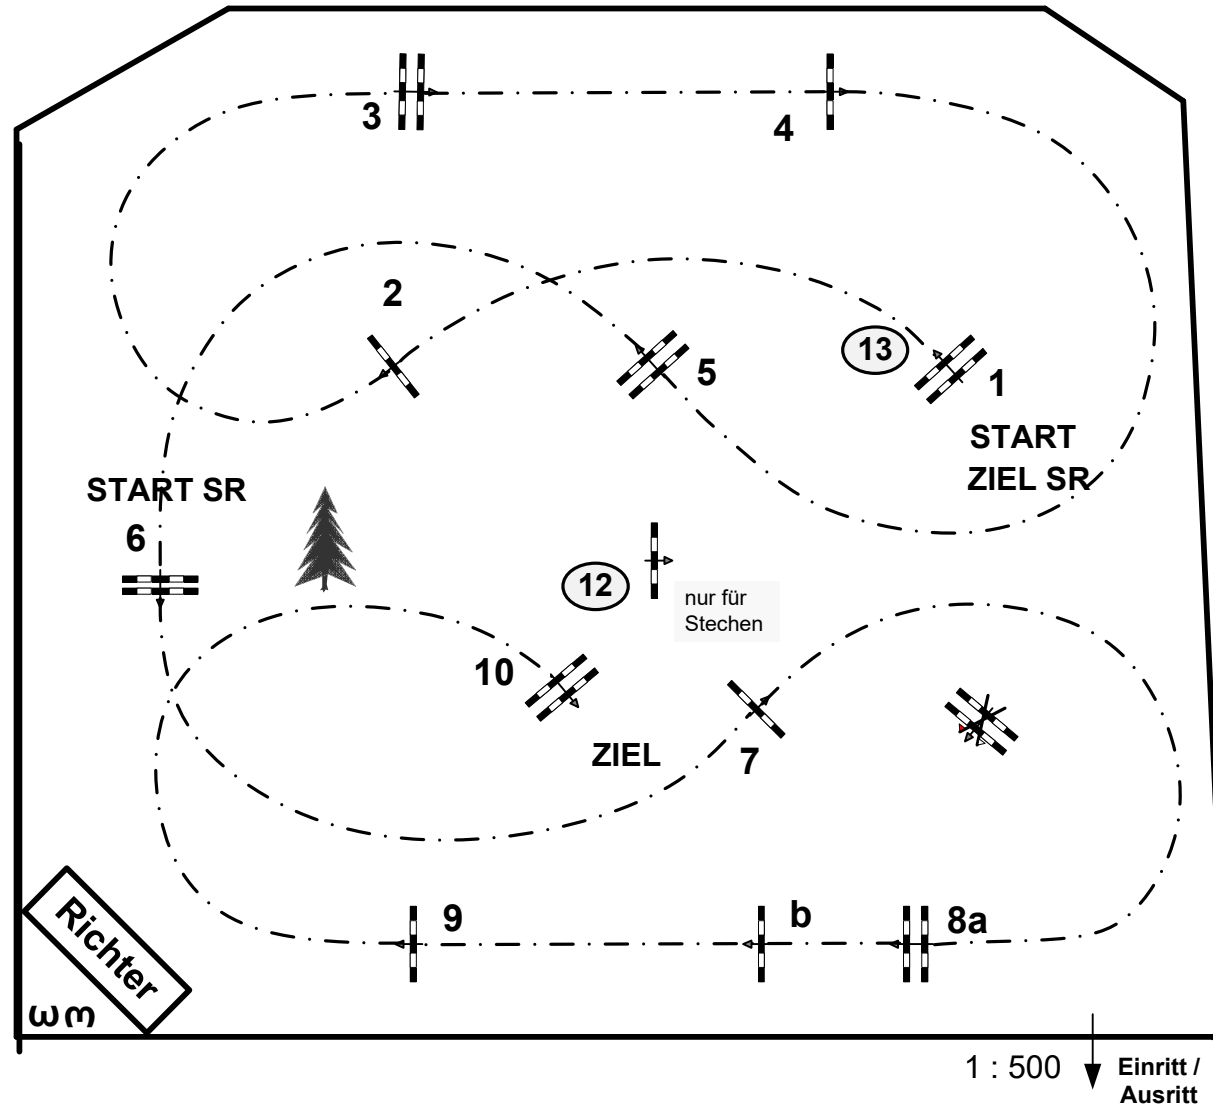 3
4
2
13
5
1
START
ZIEL SR
START SR
6
12
nur für
Stechen
10
ZIEL
7
9
b
8a
Richter
1 : 500
Einritt /
Ausritt